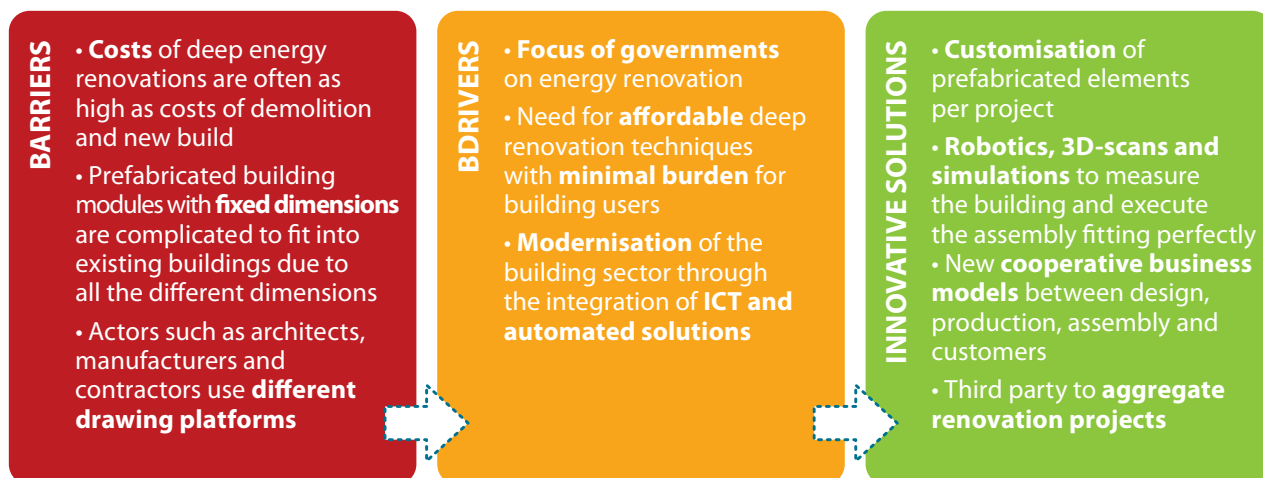 BARRIERS
• Costs of deep energy
renovations are often as
high as costs of demolition
and new build
• Prefabricated building
modules with fixed dimensions
are complicated to fit into
existing buildings due to
all the different dimensions
• Actors such as architects,
manufacturers and
contractors use different
drawing platforms
BDRIVERS
• Focus of governments
on energy renovation
• Need for affordable deep
renovation techniques
with minimal burden for
building users
• Modernisation of the
building sector through
the integration of ICT and
automated solutions
INNOVATIVE SOLUTIONS
• Customisation of
prefabricated elements
per project
• Robotics, 3D-scans and
simulations to measure
the building and execute
the assembly fitting perfectly
• New cooperative business
models between design,
production, assembly and
customers
• Third party to aggregate
renovation projects